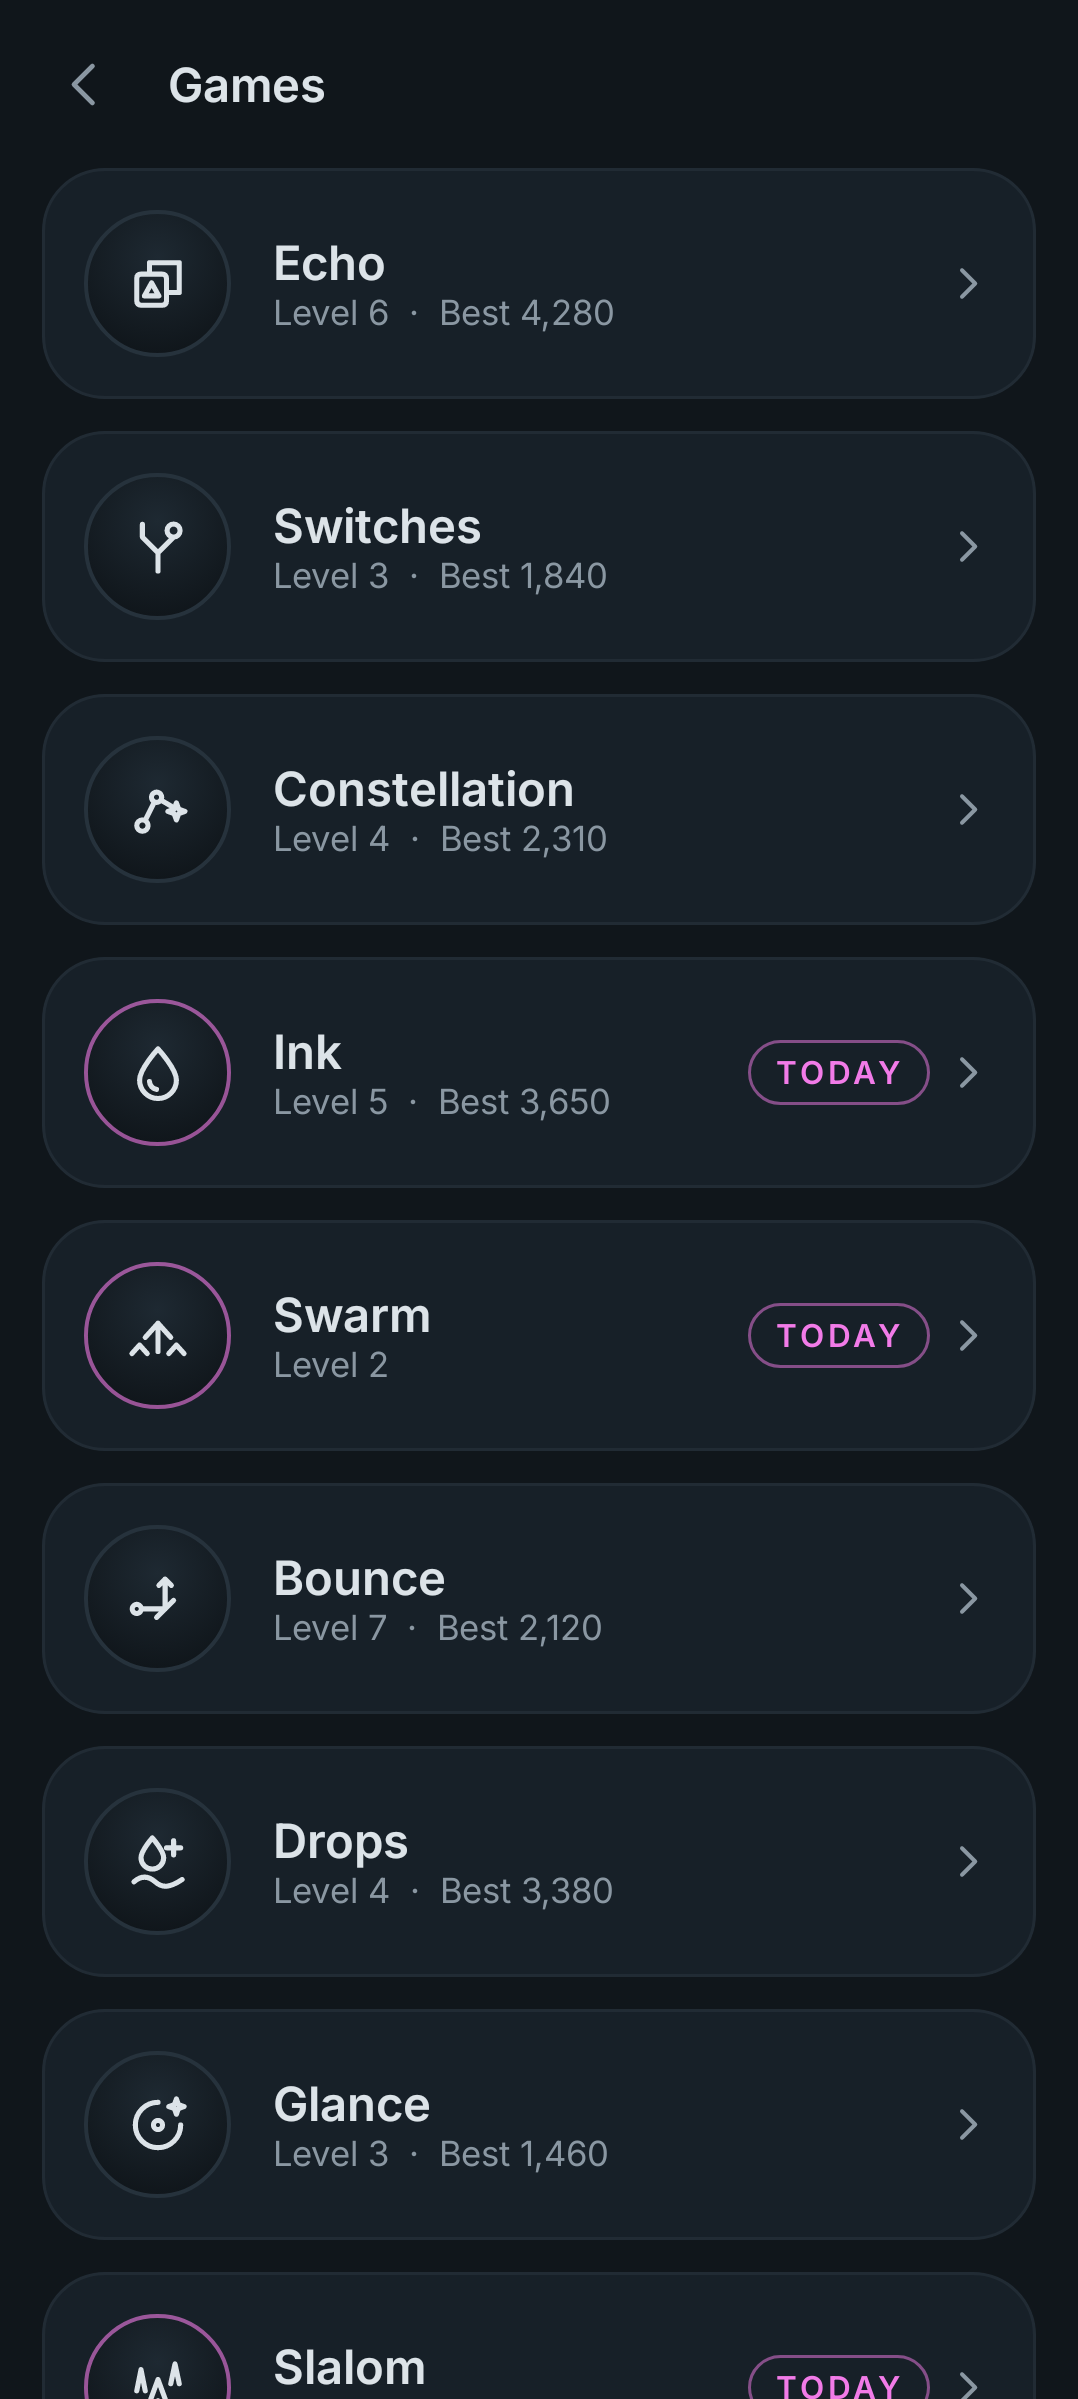 Games
Echo
Level 6 · Best 4,280
Switches
Level 3 · Best 1,840
Constellation
Level 4 · Best 2,310
Ink
Level 5 · Best 3,650
TODAY
Swarm
Level 2
TODAY
Bounce
Level 7 · Best 2,120
Drops
Level 4 · Best 3,380
Glance
Level 3 · Best 1,460
Slalom
TODAY